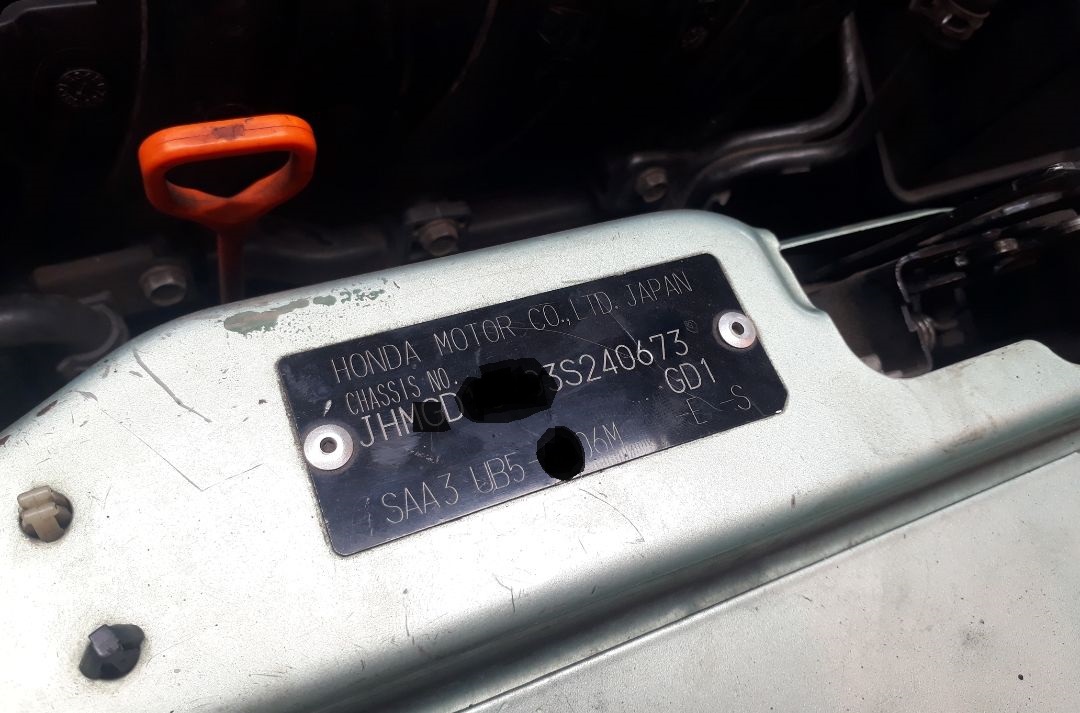 HONDA MOTOR CO.,LTD. JAPAN
CHASSIS NO.
JHMGD 3S240673
GD1
SAA3 UB5- 06M -E -S